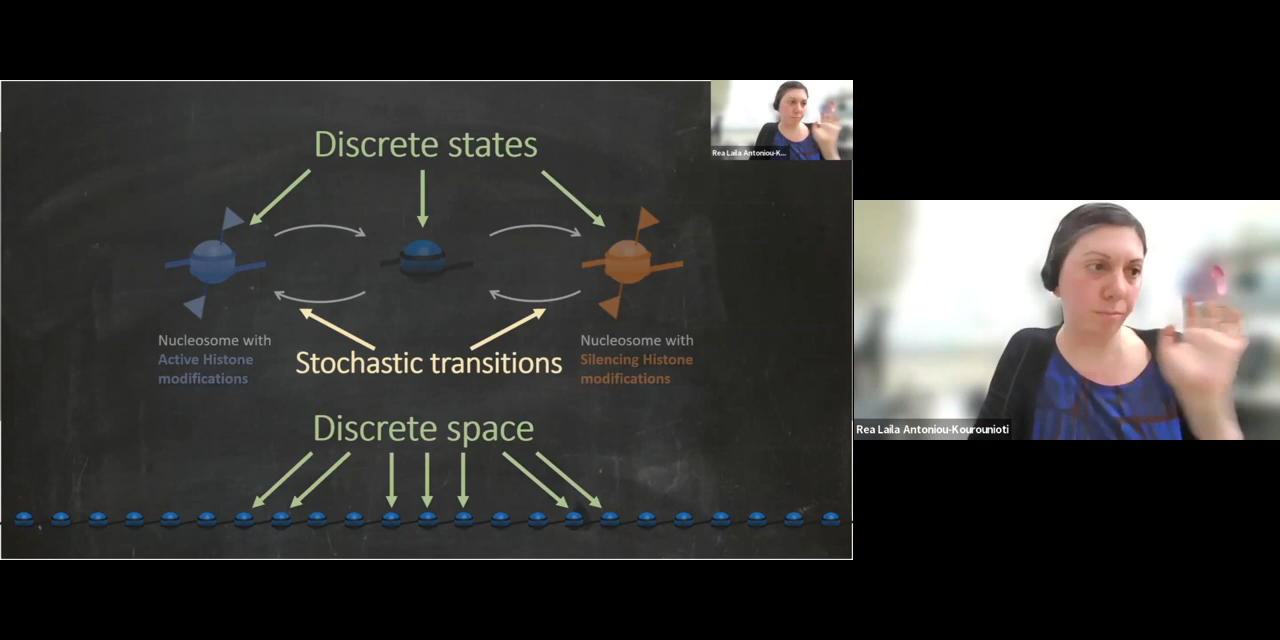 Discrete states
Rea Laila Antoniou-K...
Nucleosome with
Active Histone
modifications
Stochastic transitions
Nucleosome with
Silencing Histone
modifications
Discrete space
Rea Laila Antoniou-Kourounioti